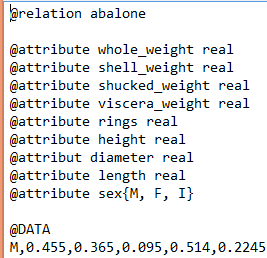 @relation abalone
@attribute whole_weight real
@attribute shell_weight real
@attribute shucked_weight real
@attribute viscera_weight real
@attribute rings real
@attribute height real
@attribut diameter real
@attribute length real
@attribute sex{M, F, I}
@DATA
M,0.455,0.365,0.095,0.514,0.2245